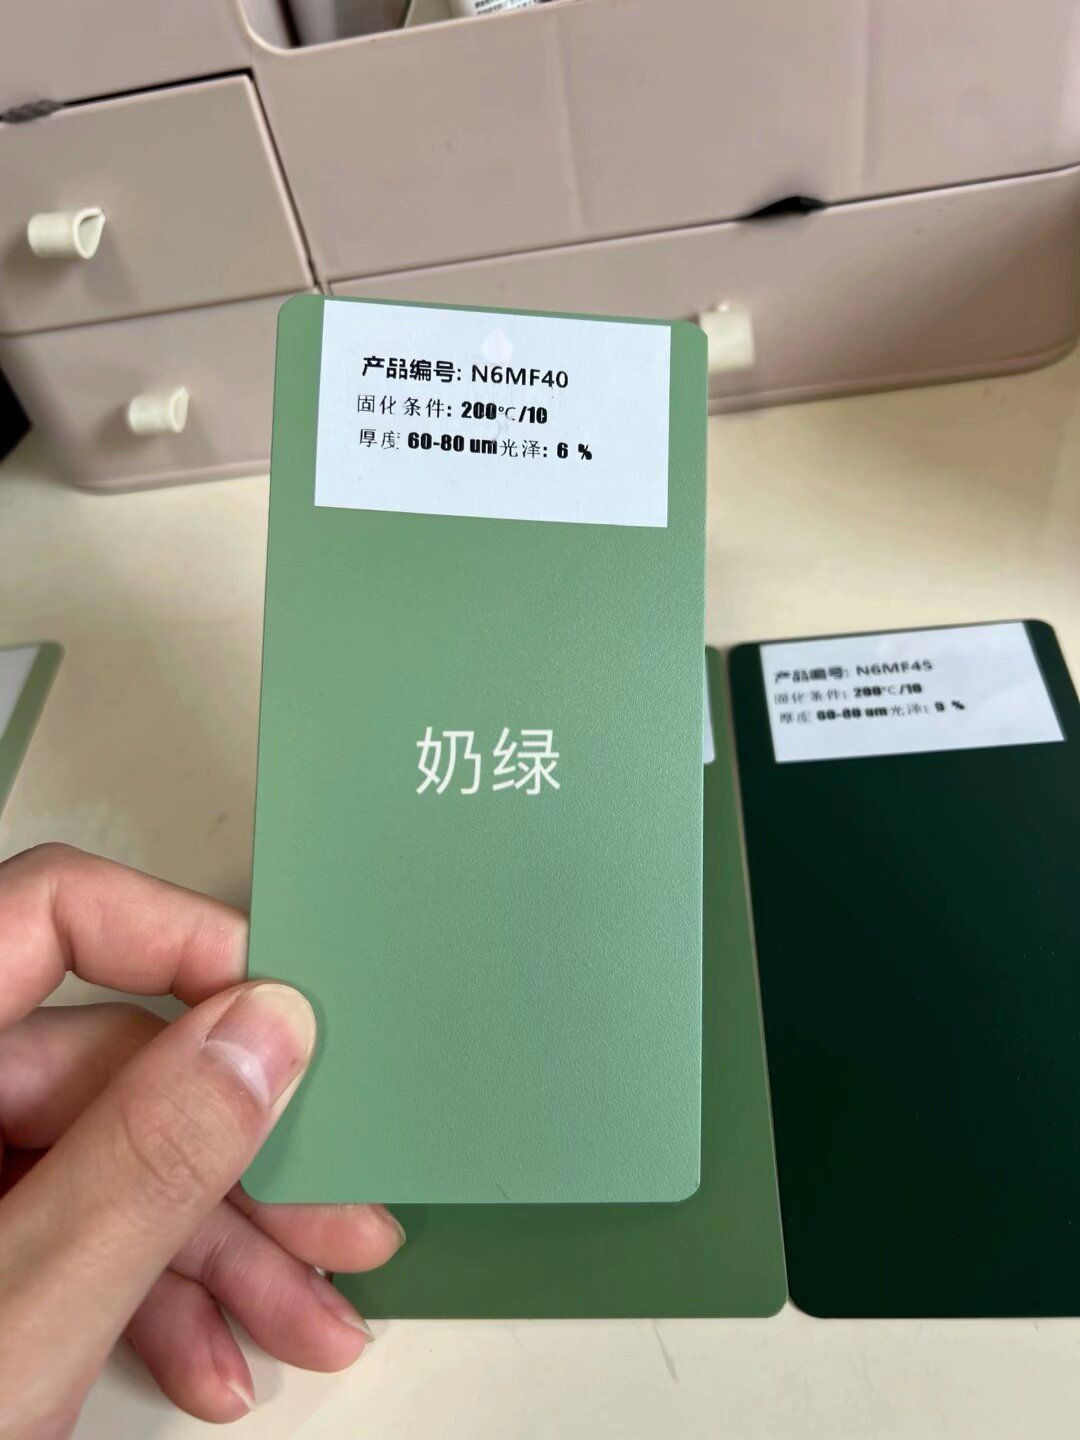 产品编号: N6MF40
固化条件: 200℃/10
厚度 60-80 um光泽: 6 %
奶绿
产品编号: N6MF45
固化条件: 200℃/10
厚度 60-80 um光泽: 9 %